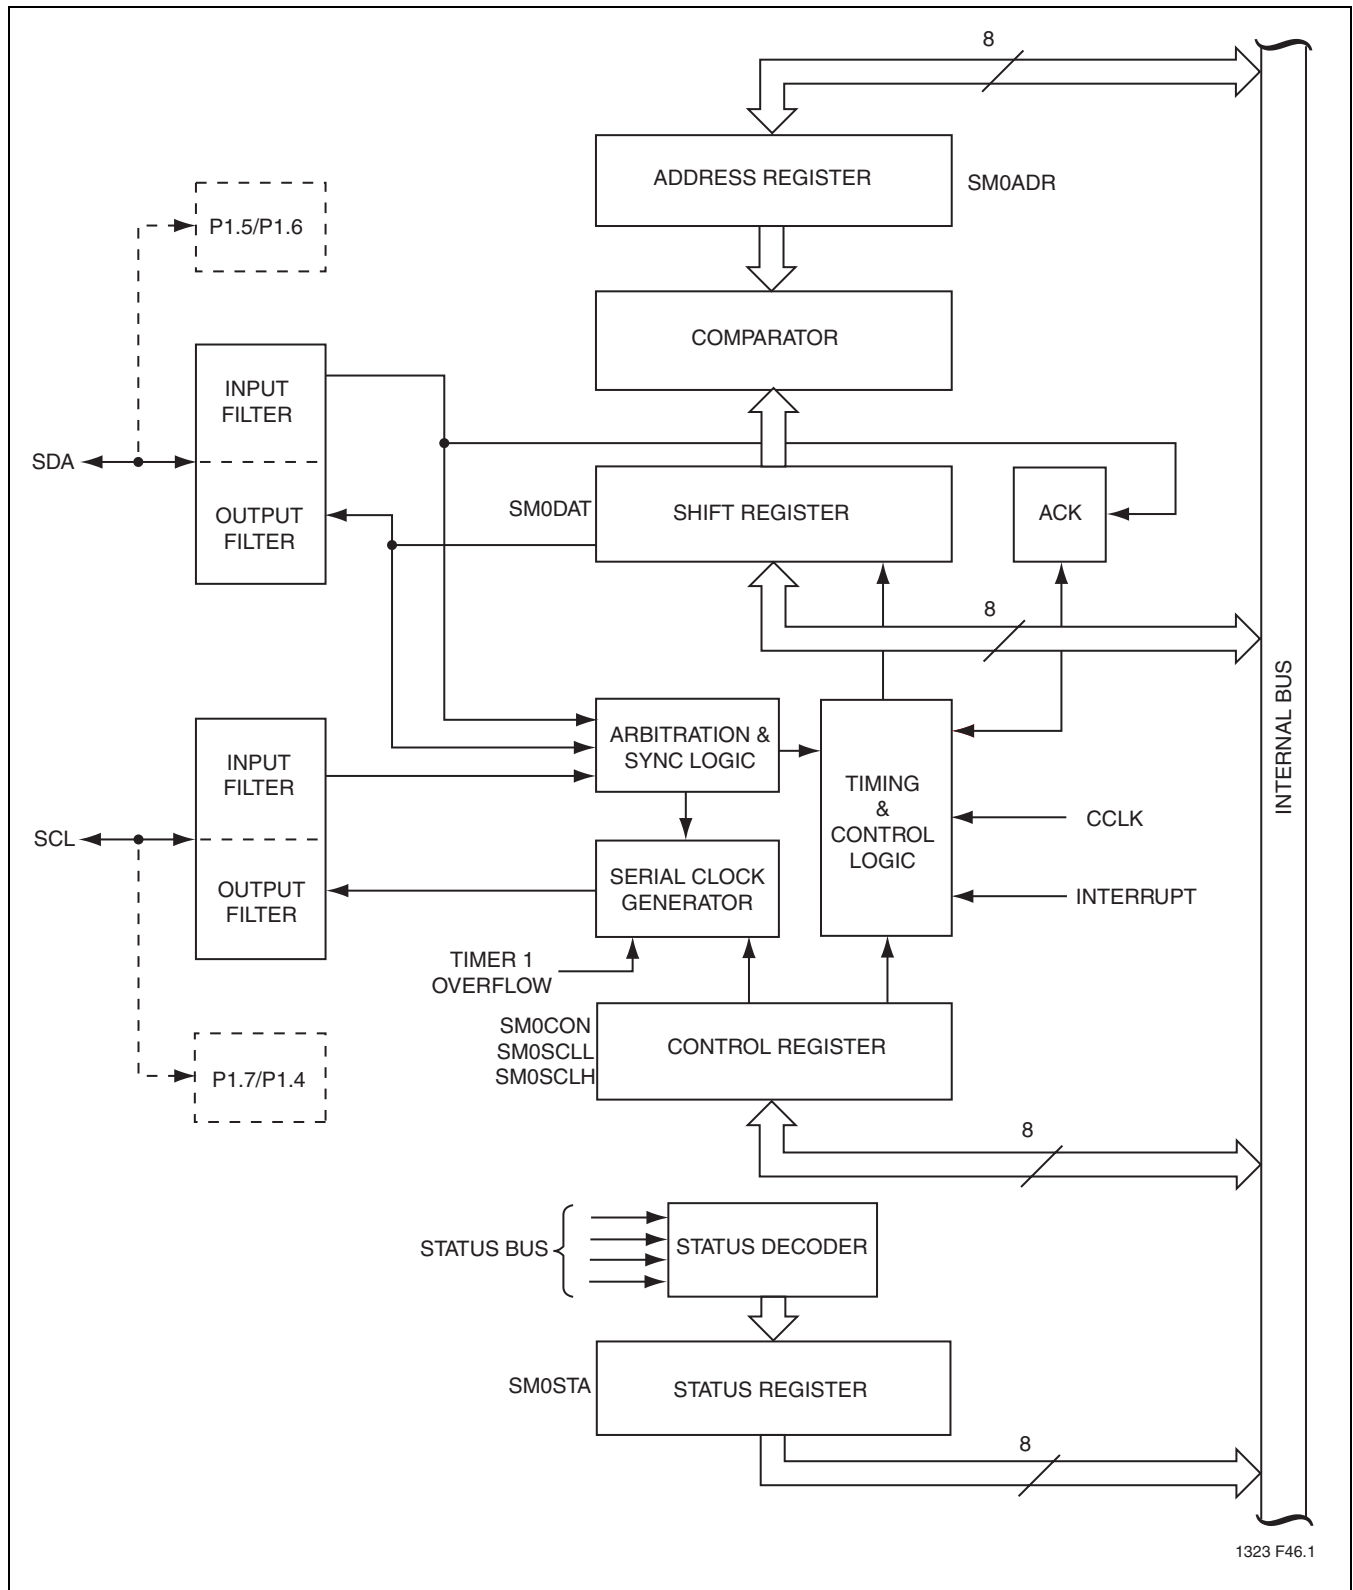 8
ADDRESS REGISTER
SM0ADR
P1.5/P1.6
COMPARATOR
INPUT
FILTER
SDA
OUTPUT
FILTER
SM0DAT
SHIFT REGISTER
ACK
8
INTERNAL BUS
ARBITRATION &
SYNC LOGIC
INPUT
FILTER
TIMING
&
CONTROL
LOGIC
CCLK
SCL
OUTPUT
FILTER
SERIAL CLOCK
GENERATOR
INTERRUPT
TIMER 1
OVERFLOW
SM0CON
SM0SCLL
SM0SCLH
CONTROL REGISTER
P1.7/P1.4
8
STATUS BUS
STATUS DECODER
SM0STA
STATUS REGISTER
8
1323 F46.1